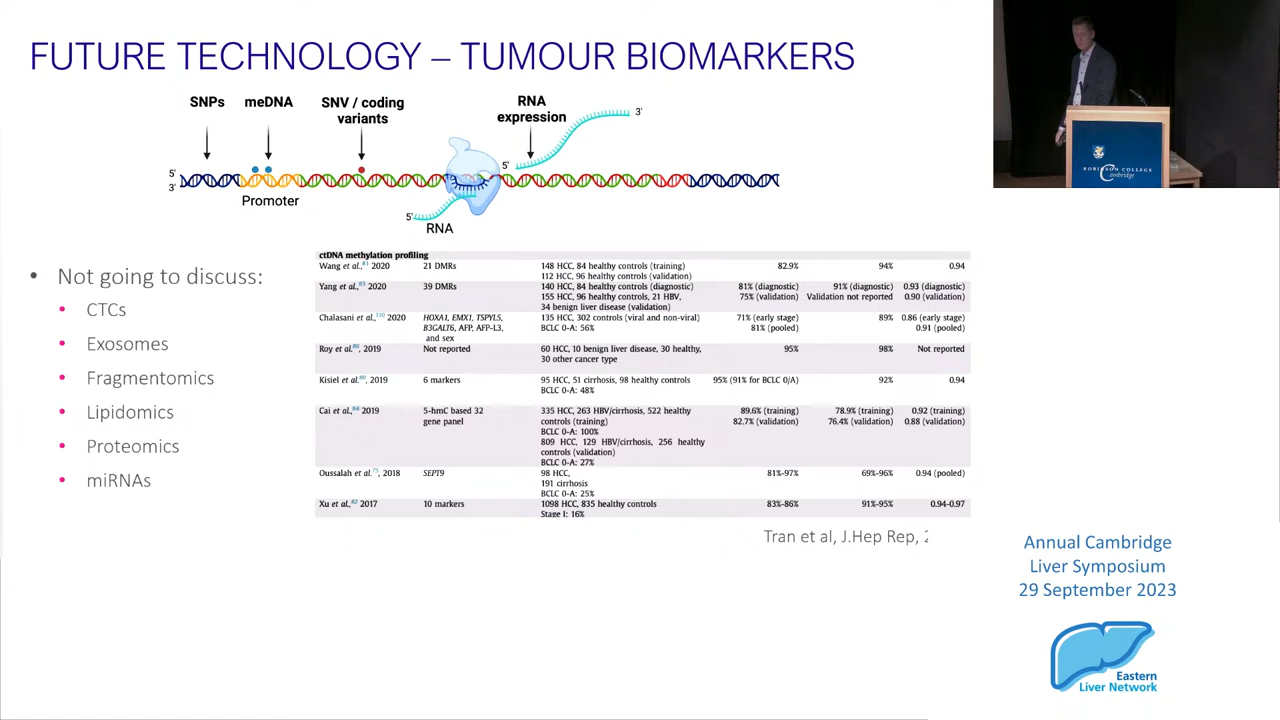 FUTURE TECHNOLOGY – TUMOUR BIOMARKERS
SNPs meDNA SNV / coding variants RNA expression
3'
5'
3'
5'
Promoter
5'
RNA
• Not going to discuss:
• CTCs
• Exosomes
• Fragmentomics
• Lipidomics
• Proteomics
• miRNAs
ctDNA methylation profiling
Wang et al.,81 2020 21 DMRs 148 HCC, 84 healthy controls (training) 82.9% 94% 0.94
112 HCC, 96 healthy controls (validation)
Yang et al.,83 2020 39 DMRs 140 HCC, 84 healthy controls (diagnostic) 81% (diagnostic) 91% (diagnostic) 0.93 (diagnostic)
155 HCC, 96 healthy controls, 21 HBV, 75% (validation) Validation not reported 0.90 (validation)
34 benign liver disease (validation)
Chalasani et al.,110 2020 HOXA1, EMX1, TSPYL5, 135 HCC, 302 controls (viral and non-viral) 71% (early stage) 89% 0.86 (early stage)
B3GALT6, AFP, AFP-L3, BCLC 0-A: 56% 81% (pooled) 0.91 (pooled)
and sex
Roy et al.86, 2019 Not reported 60 HCC, 10 benign liver disease, 30 healthy, 95% 98% Not reported
30 other cancer type
Kisiel et al.80, 2019 6 markers 95 HCC, 51 cirrhosis, 98 healthy controls 95% (91% for BCLC 0/A) 92% 0.94
BCLC 0-A: 48%
Cai et al.,84 2019 5-hmC based 32 335 HCC, 263 HBV/cirrhosis, 522 healthy 89.6% (training) 78.9% (training) 0.92 (training)
gene panel controls (training) 82.7% (validation) 76.4% (validation) 0.88 (validation)
BCLC 0-A: 100%
809 HCC, 129 HBV/cirrhosis, 256 healthy
controls (validation)
BCLC 0-A: 27%
Oussalah et al.75, 2018 SEPT9 98 HCC, 81%-97% 69%-96% 0.94 (pooled)
191 cirrhosis
BCLC 0-A: 25%
Xu et al.,82 2017 10 markers 1098 HCC, 835 healthy controls 83%-86% 91%-95% 0.94-0.97
Stage I: 16%
Tran et al, J.Hep Rep,
ROBINSON COLLEGE
Cambridge
Annual Cambridge
Liver Symposium
29 September 2023
Eastern
Liver Network